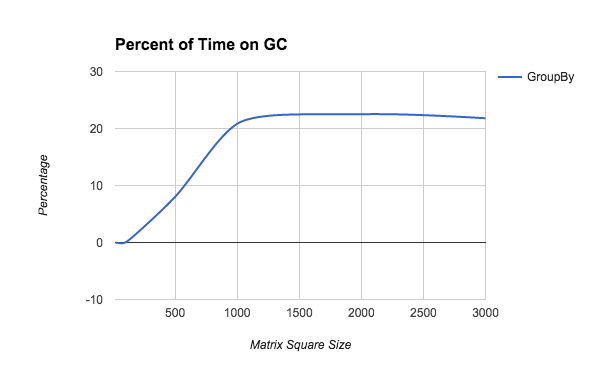 Percent of Time on GC
30
20
10
0
-10
Percentage
500 1000 1500 2000 2500 3000
Matrix Square Size
GroupBy